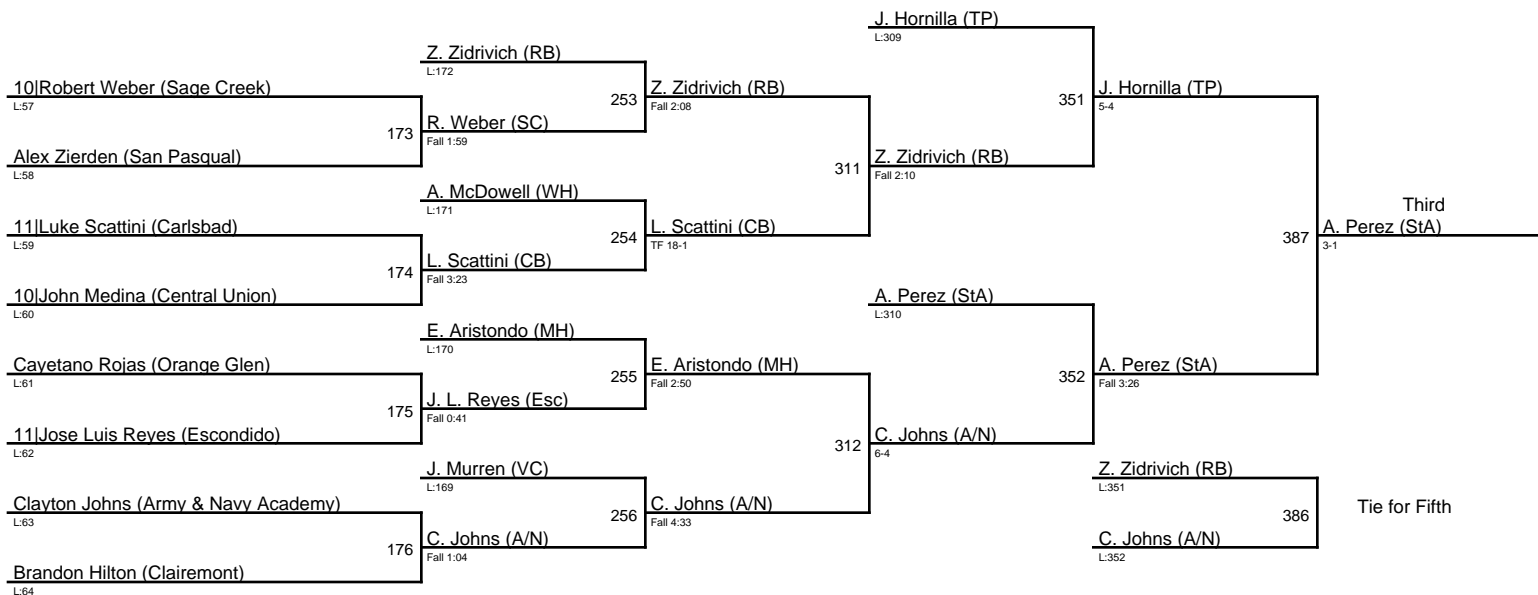 J. Hornilla (TP)
L:309
Z. Zidrivich (RB)
L:172
10|Robert Weber (Sage Creek)
L:57
253
Z. Zidrivich (RB)
Fall 2:08
351
J. Hornilla (TP)
5-4
173
R. Weber (SC)
Fall 1:59
Alex Zierden (San Pasqual)
L:58
311
Z. Zidrivich (RB)
Fall 2:10
A. McDowell (WH)
L:171
Third
11|Luke Scattini (Carlsbad)
L:59
254
L. Scattini (CB)
TF 18-1
387
A. Perez (StA)
3-1
174
L. Scattini (CB)
Fall 3:23
10|John Medina (Central Union)
L:60
A. Perez (StA)
L:310
E. Aristondo (MH)
L:170
Cayetano Rojas (Orange Glen)
L:61
255
E. Aristondo (MH)
Fall 2:50
352
A. Perez (StA)
Fall 3:26
175
J. L. Reyes (Esc)
Fall 0:41
11|Jose Luis Reyes (Escondido)
L:62
312
C. Johns (A/N)
6-4
J. Murren (VC)
L:169
Z. Zidrivich (RB)
L:351
Clayton Johns (Army & Navy Academy)
L:63
256
C. Johns (A/N)
Fall 4:33
386
Tie for Fifth
176
C. Johns (A/N)
Fall 1:04
C. Johns (A/N)
L:352
Brandon Hilton (Clairemont)
L:64